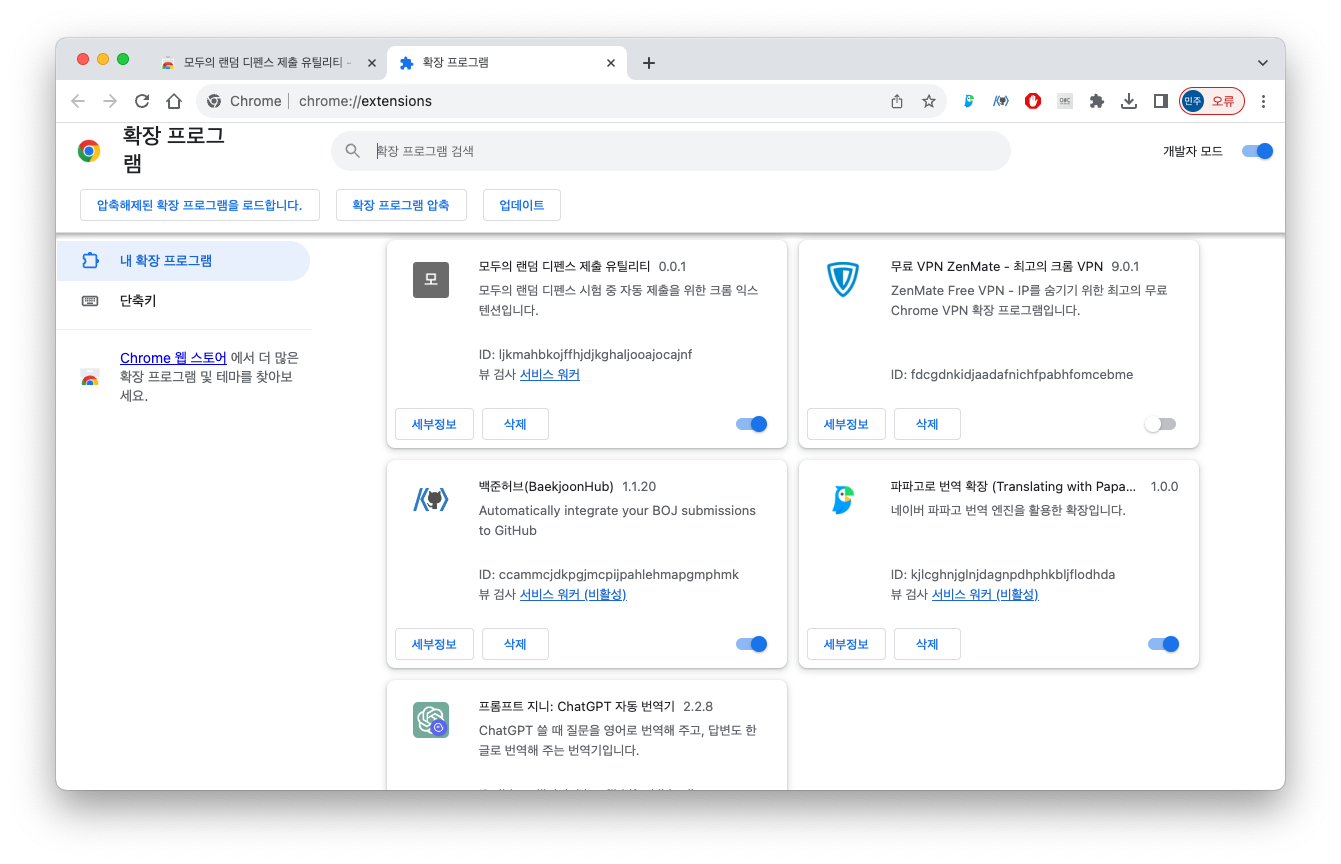 모두의 랜덤 디펜스 제출 유틸리티 -
확장 프로그램
Chrome
chrome://extensions
민주
오류
확장 프로그
램
확장 프로그램 검색
개발자 모드
압축해제된 확장 프로그램을 로드합니다.
확장 프로그램 압축
업데이트
내 확장 프로그램
단축키
Chrome 웹 스토어 에서 더 많은
확장 프로그램 및 테마를 찾아보
세요.
모
모두의 랜덤 디펜스 제출 유틸리티 0.0.1
모두의 랜덤 디펜스 시험 중 자동 제출을 위한 크롬 익스
텐션입니다.
ID: ljkmahbkojffhjdjkghaljooajocajnf
뷰 검사 서비스 워커
세부정보
삭제
무료 VPN ZenMate - 최고의 크롬 VPN 9.0.1
ZenMate Free VPN - IP를 숨기기 위한 최고의 무료
Chrome VPN 확장 프로그램입니다.
ID: fdcgdnkidjaadafnichfpabhfomcebme
세부정보
삭제
백준허브(BaekjoonHub) 1.1.20
Automatically integrate your BOJ submissions
to GitHub
ID: ccammcjdkpgjmcpijpahlehmapgmphmk
뷰 검사 서비스 워커 (비활성)
세부정보
삭제
파파고로 번역 확장 (Translating with Papa... 1.0.0
네이버 파파고 번역 엔진을 활용한 확장입니다.
ID: kjlcghnjglnjdagnpdhphkbljflodhda
뷰 검사 서비스 워커 (비활성)
세부정보
삭제
프롬프트 지니: ChatGPT 자동 번역기 2.2.8
ChatGPT 쓸 때 질문을 영어로 번역해 주고, 답변도 한
글로 번역해 주는 번역기입니다.